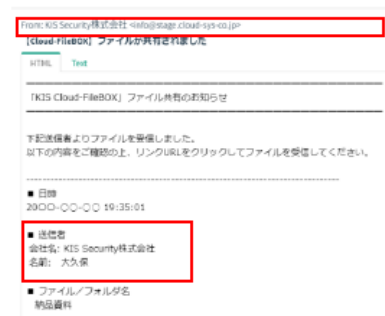 From: KIS Security株式会社 <info@stage.cloud-sys-co.jp>
[Cloud-FileBOX] ファイルが共有されました
HTML Text
「KIS Cloud-FileBOX」ファイル共有のお知らせ
下記送信者よりファイルを受信しました。
以下の内容をご確認の上、リンクURLをクリックしてファイルを受信してください。
■ 日時
20〇〇-〇〇-〇〇 19:35:01
■ 送信者
会社名: KIS Security株式会社
名前: 大久保
■ ファイル／フォルダ名
納品資料